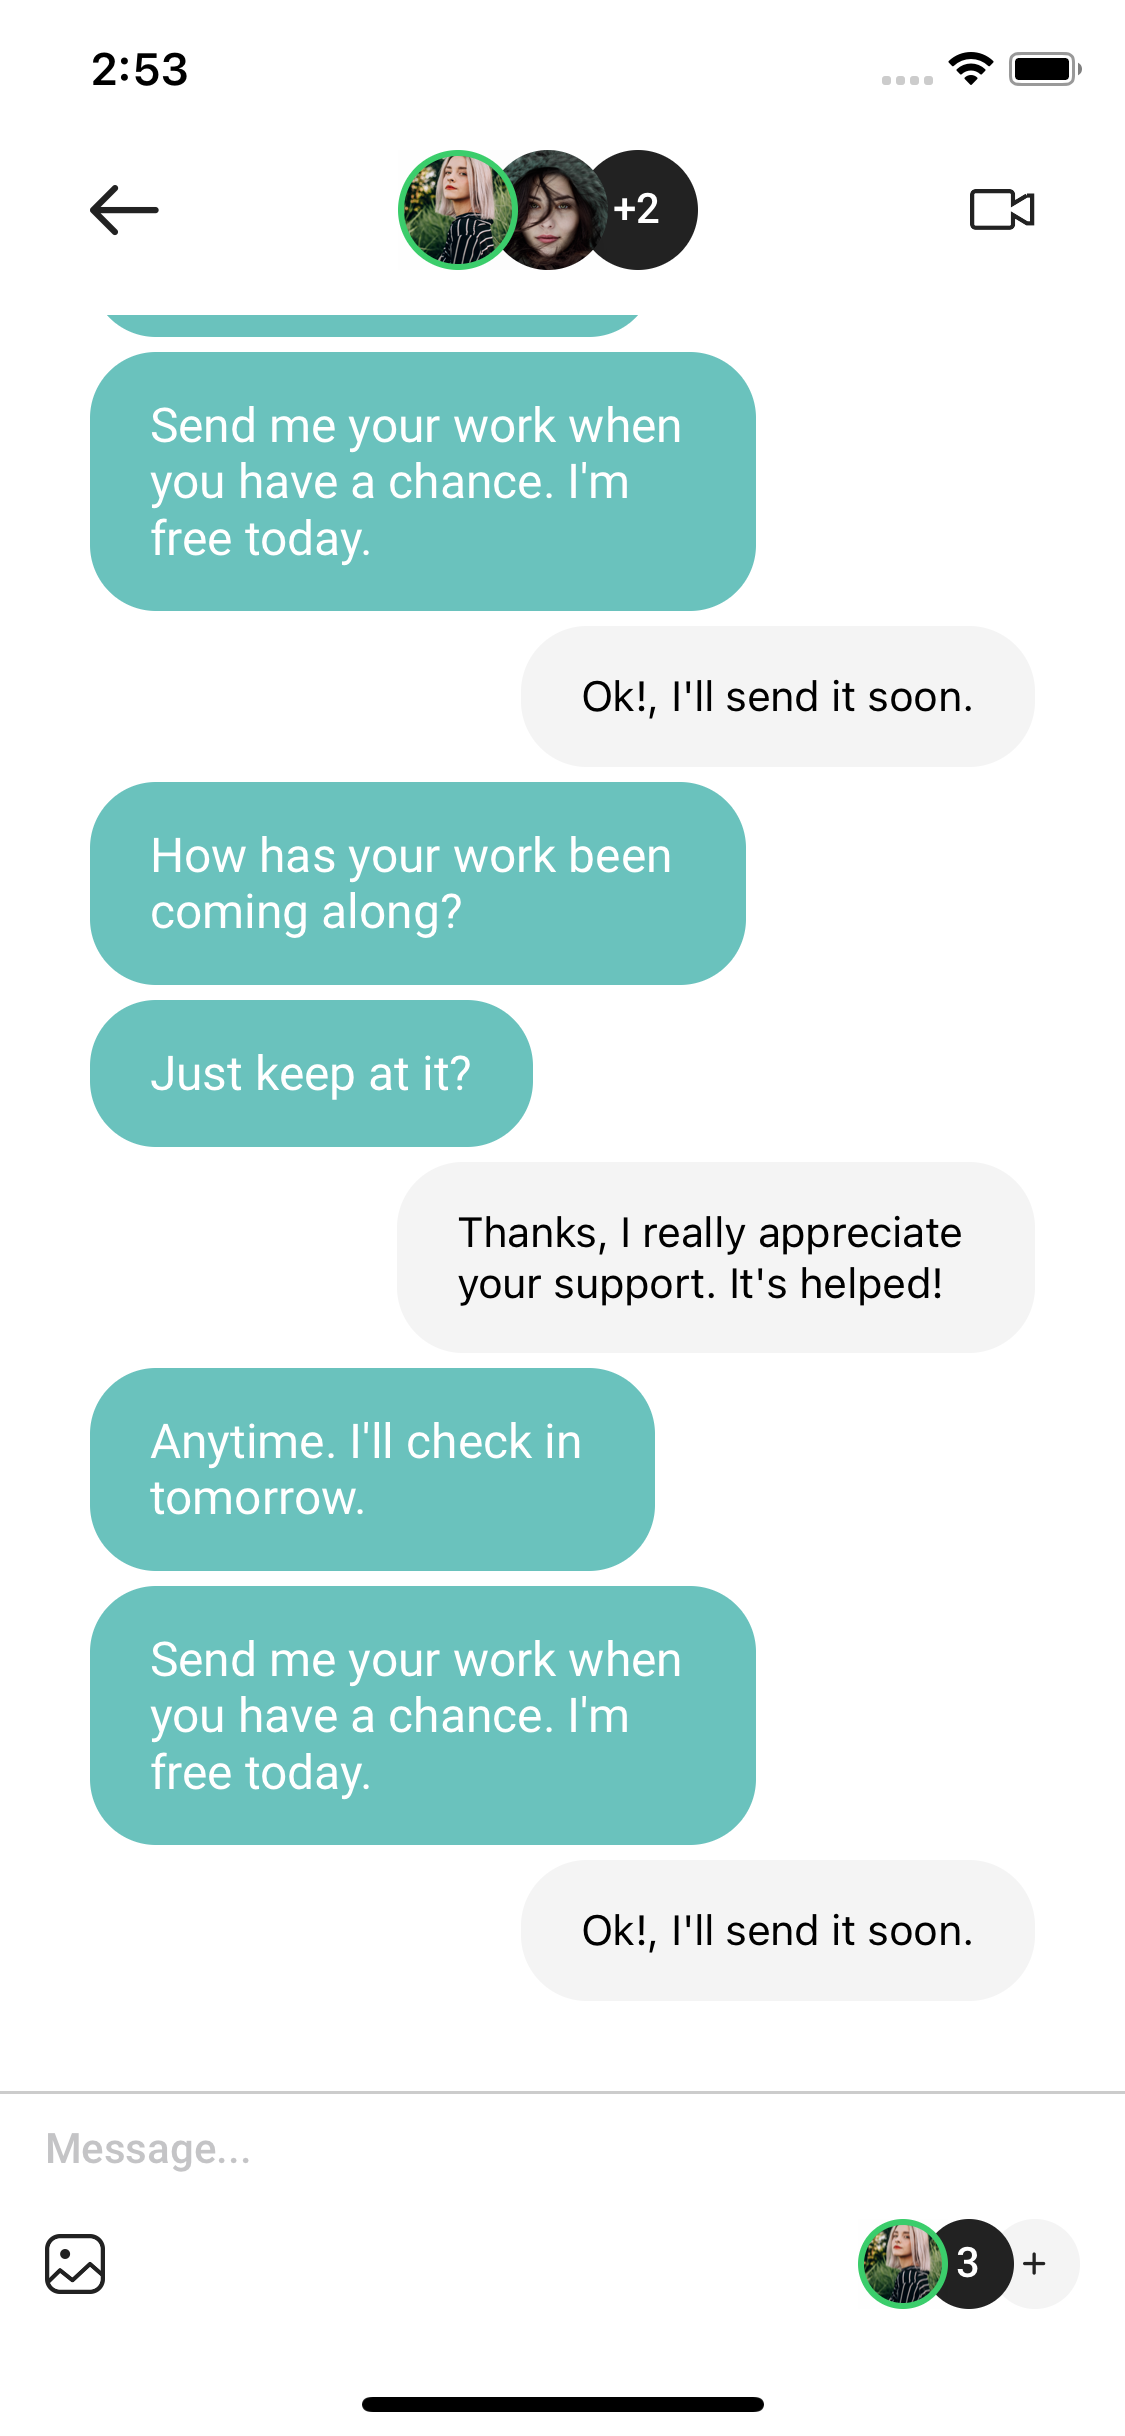 2:53
+2
Send me your work when
you have a chance. I'm
free today.
Ok!, I'll send it soon.
How has your work been
coming along?
Just keep at it?
Thanks, I really appreciate
your support. It's helped!
Anytime. I'll check in
tomorrow.
Send me your work when
you have a chance. I'm
free today.
Ok!, I'll send it soon.
Message...
3
+